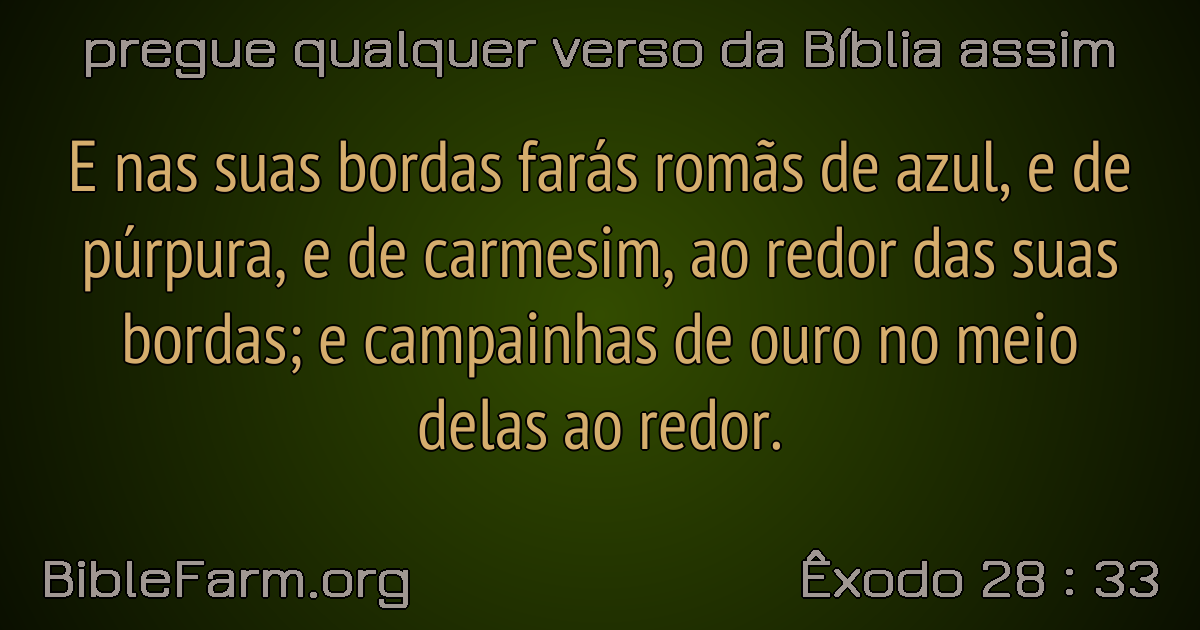 pregue qualquer verso da Bíblia assim
E nas suas bordas farás romãs de azul, e de
púrpura, e de carmesim, ao redor das suas
bordas; e campainhas de ouro no meio
delas ao redor.
BibleFarm.org
Êxodo 28 : 33